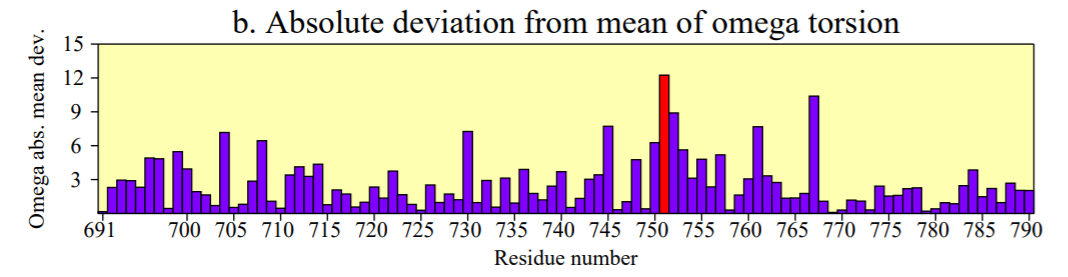 b. Absolute deviation from mean of omega torsion
Omega abs. mean dev.
15
12
9
6
3
691 700 705 710 715 720 725 730 735 740 745 750 755 760 765 770 775 780 785 790
Residue number